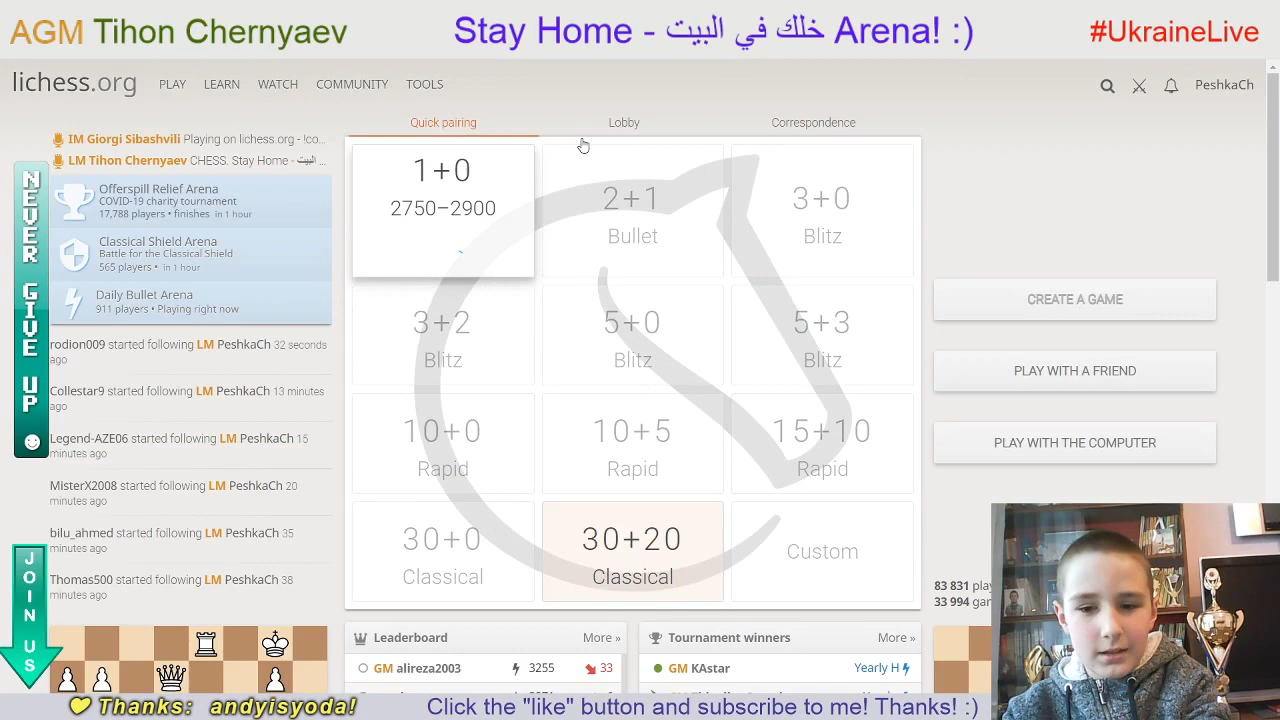 AGM Tihon Chernyaev
Stay Home - خلك في البيت Arena! :)
#UkraineLive
lichess.org
PLAY
LEARN
WATCH
COMMUNITY
TOOLS
PeshkaCh
IM Giorgi Sibashvili Playing on lichess.org - !co...
LM Tihon Chernyaev CHESS. Stay Home - البيت ...
Offerspill Relief Arena
COVID-19 charity tournament
17,788 players • finishes in 1 hour
Classical Shield Arena
Battle for the Classical Shield
565 players • in 1 hour
Daily Bullet Arena
911 players • Playing right now
rodion009 started following LM PeshkaCh 32 seconds
ago
Collestar9 started following LM PeshkaCh 13 minutes
ago
Legend-AZE06 started following LM PeshkaCh 15
minutes ago
MisterX2008 started following LM PeshkaCh 20
minutes ago
bilu_ahmed started following LM PeshkaCh 35
minutes ago
Thomas500 started following LM PeshkaCh 38
minutes ago
NEVER GIVE UP
JOIN US
Quick pairing
Lobby
Correspondence
1+0
2750–2900
2+1
Bullet
3+0
Blitz
3+2
Blitz
5+0
Blitz
5+3
Blitz
10+0
Rapid
10+5
Rapid
15+10
Rapid
30+0
Classical
30+20
Classical
Custom
CREATE A GAME
PLAY WITH A FRIEND
PLAY WITH THE COMPUTER
83 831 play
33 994 gam
Leaderboard
More »
GM alireza2003
3255
33
Tournament winners
More »
GM KAstar
Yearly H
Thanks: andyisyoda!
Click the "like" button and subscribe to me! Thanks! :)